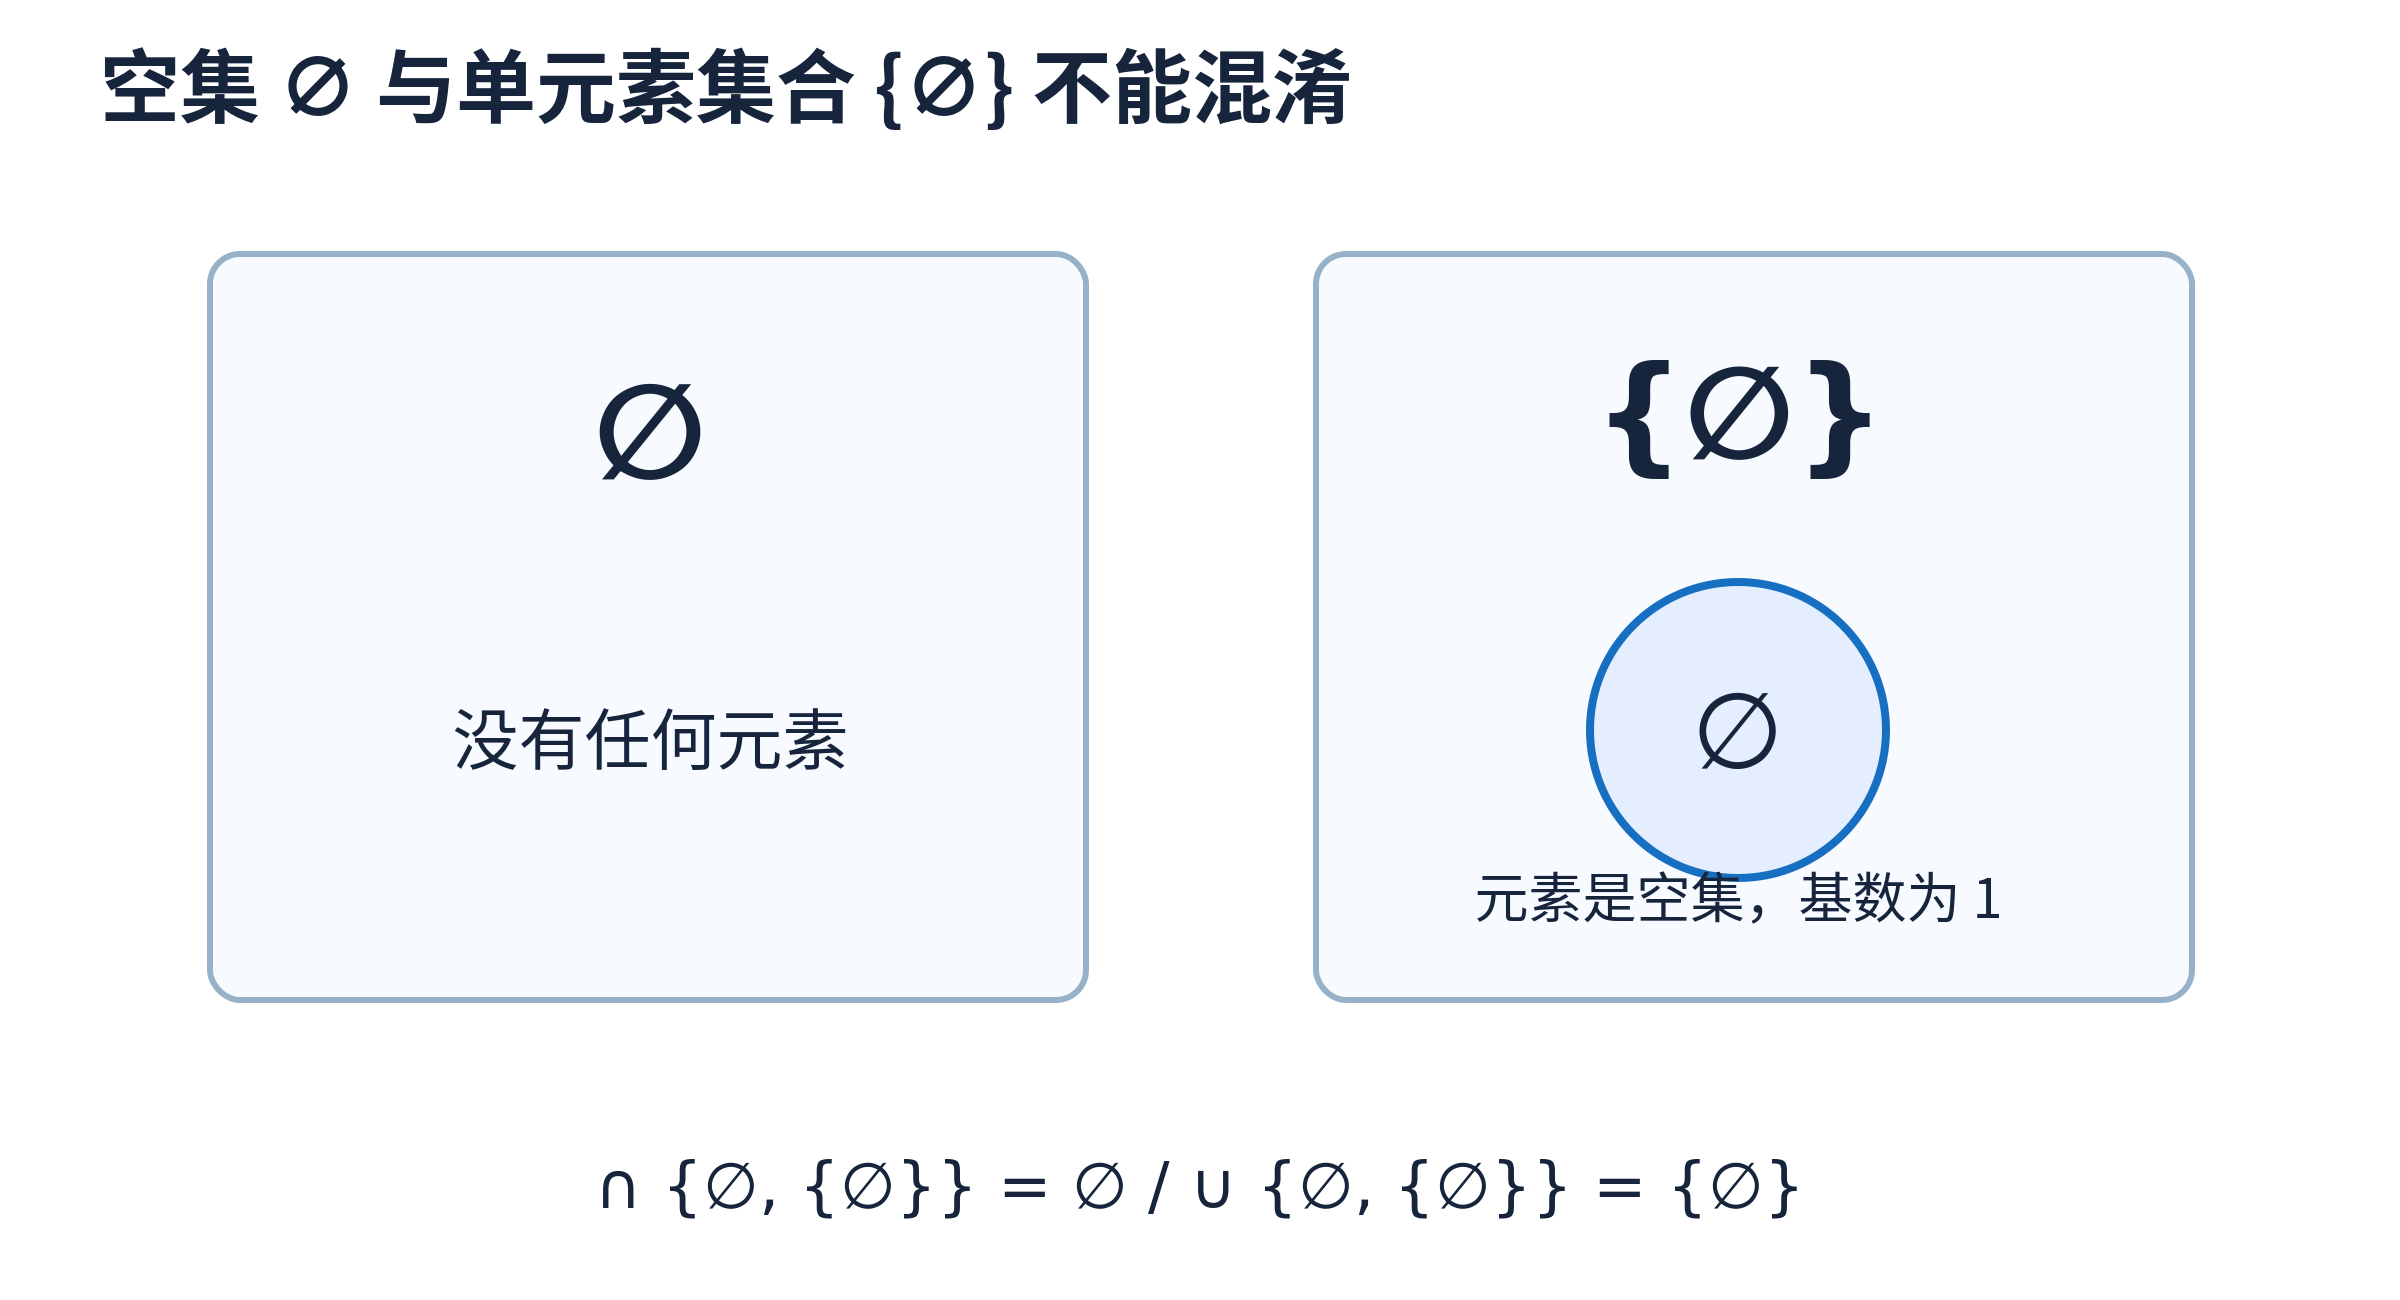 空集 ∅ 与单元素集合 {∅} 不能混淆
∅
没有任何元素
{∅}
∅
元素是空集，基数为 1
∩ {∅, {∅}} = ∅ / ∪ {∅, {∅}} = {∅}